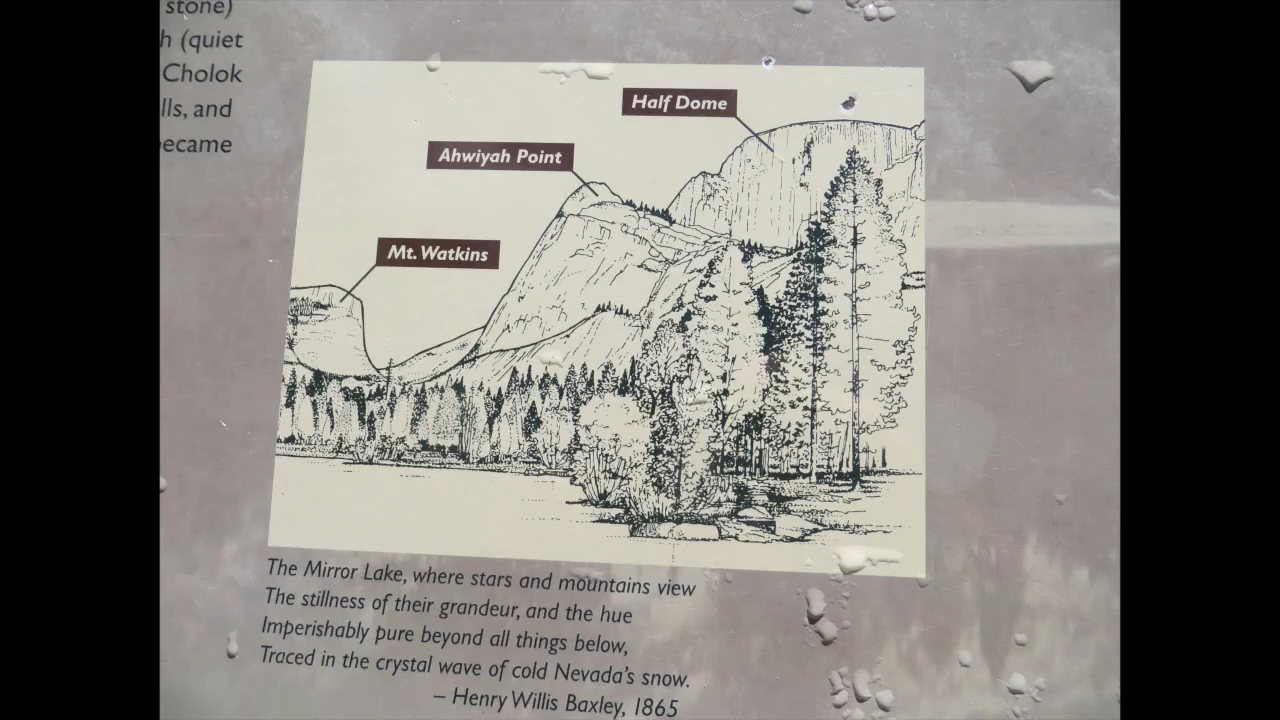 stone)
(quiet
Cholok
and
Half Dome
Ahwiyah Point
Mt. Watkins
The Mirror Lake, where stars and mountains view
The stillness of their grandeur, and the hue
Imperishably pure beyond all things below,
Traced in the crystal wave of cold Nevada's snow.
– Henry Willis Baxley, 1865